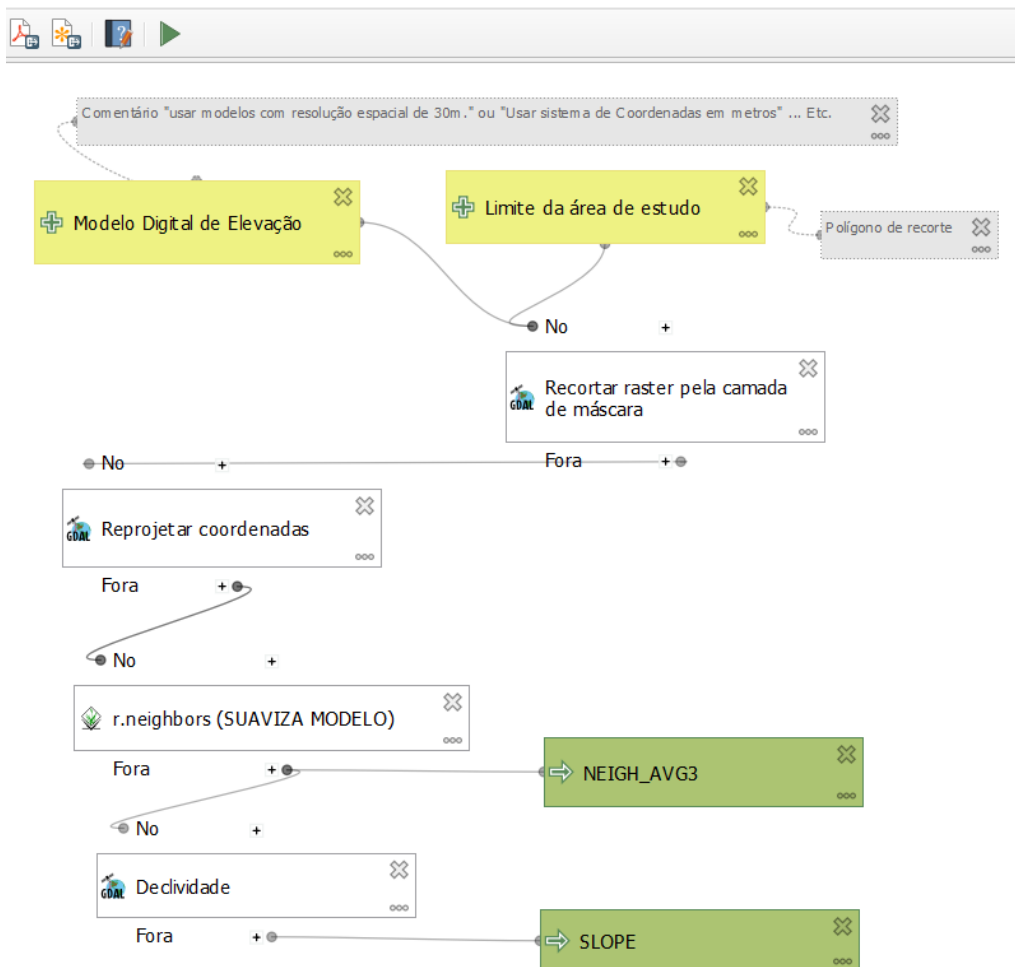 Comentário "usar modelos com resolução espacial de 30m." ou "Usar sistema de Coordenadas em metros" ... Etc.
Modelo Digital de Elevação
Limite da área de estudo
Polígono de recorte
No +
GDAL
Recortar raster pela camada
de máscara
Fora +
No +
GDAL
Reprojetar coordenadas
Fora +
No +
r.neighbors (SUAVIZA MODELO)
Fora +
NEIGH_AVG3
No +
GDAL
Declividade
Fora +
SLOPE